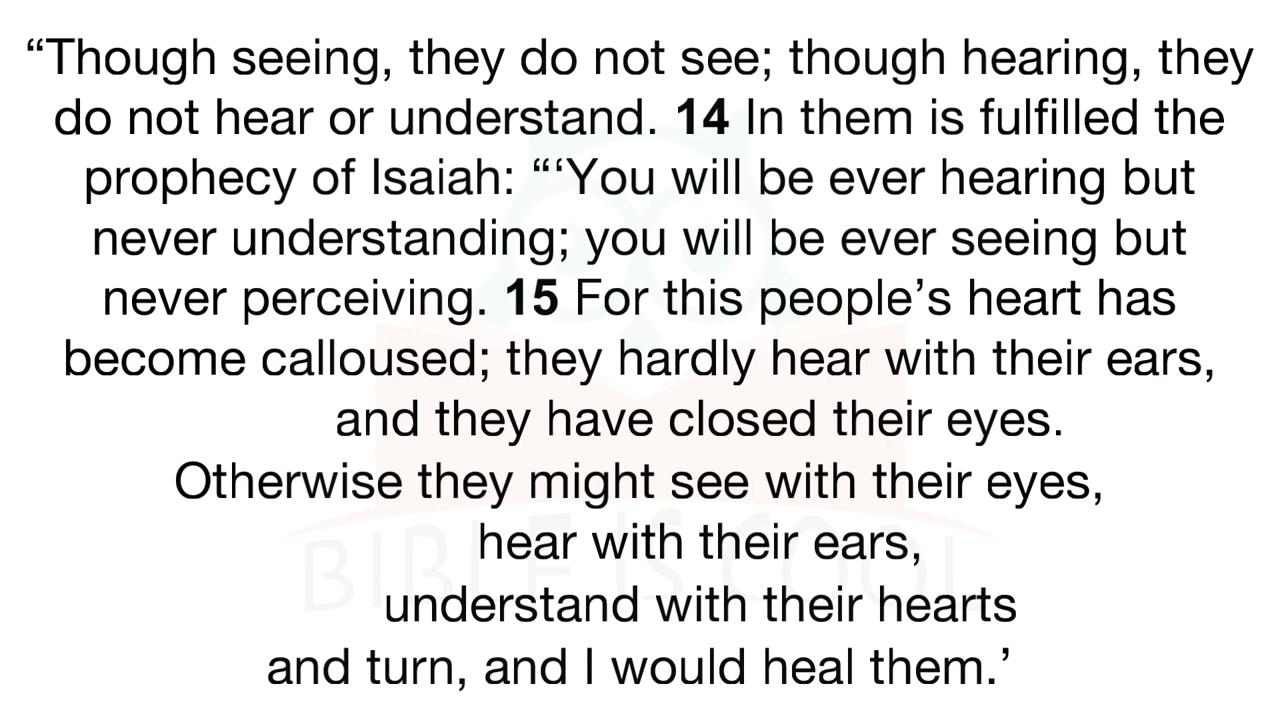 “Though seeing, they do not see; though hearing, they
do not hear or understand. 14 In them is fulfilled the
prophecy of Isaiah: “‘You will be ever hearing but
never understanding; you will be ever seeing but
never perceiving. 15 For this people’s heart has
become calloused; they hardly hear with their ears,
and they have closed their eyes.
Otherwise they might see with their eyes,
hear with their ears,
understand with their hearts
and turn, and I would heal them.’
BIBLE IS COOL